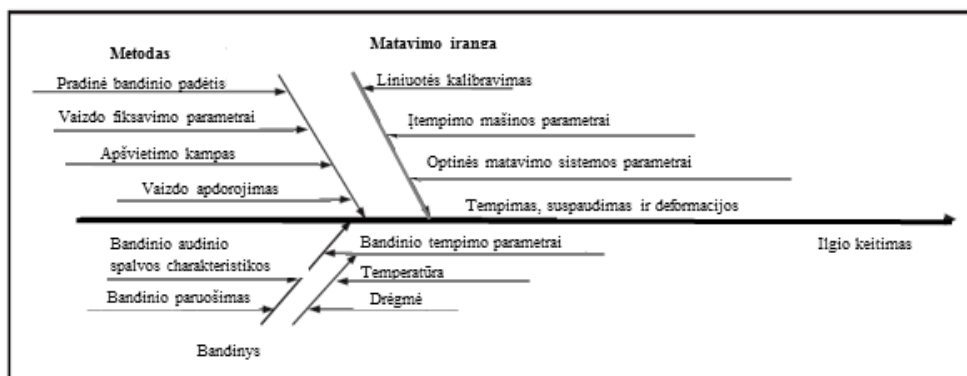 Metodas
Matavimo iranga
Pradinė bandinio padėtis
Liniuotės kalibravimas
Vaizdo fiksavimo parametrai
Įtempimo mašinos parametrai
Apšvietimo kampas
Optinės matavimo sistemos parametrai
Vaizdo apdorojimas
Tempimas, suspaudimas ir deformacijos
Bandinio audinio
spalvos charakteristikos
Bandinio tempimo parametrai
Ilgio keitimas
Temperatūra
Bandinio paruošimas
Drėgmė
Bandinys